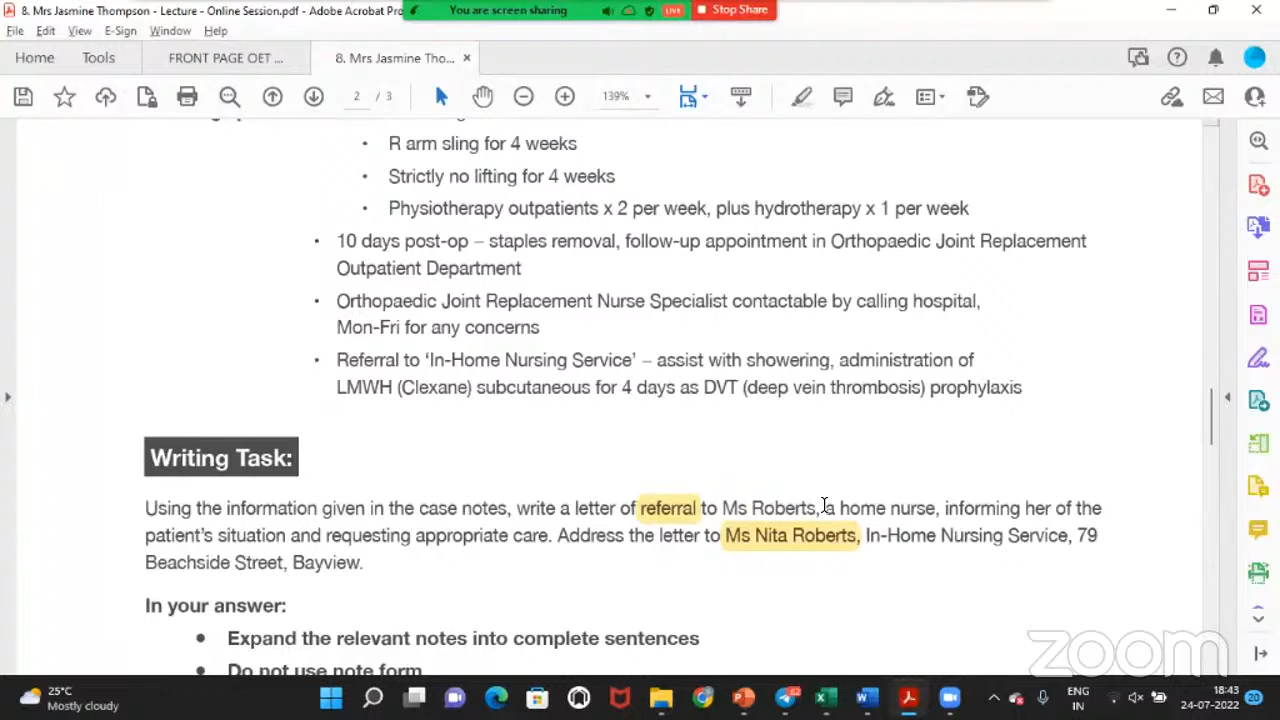 8. Mrs Jasmine Thompson - Lecture - Online Session.pdf - Adobe Acrobat Pro
You are screen sharing
LIVE
Stop Share
File Edit View E-Sign Window Help
Home Tools FRONT PAGE OET ... 8. Mrs Jasmine Tho... ×
2 / 3 139%
• R arm sling for 4 weeks
• Strictly no lifting for 4 weeks
• Physiotherapy outpatients x 2 per week, plus hydrotherapy x 1 per week
• 10 days post-op – staples removal, follow-up appointment in Orthopaedic Joint Replacement
Outpatient Department
• Orthopaedic Joint Replacement Nurse Specialist contactable by calling hospital,
Mon-Fri for any concerns
• Referral to ‘In-Home Nursing Service’ – assist with showering, administration of
LMWH (Clexane) subcutaneous for 4 days as DVT (deep vein thrombosis) prophylaxis
Writing Task:
Using the information given in the case notes, write a letter of referral to Ms Roberts, a home nurse, informing her of the
patient’s situation and requesting appropriate care. Address the letter to Ms Nita Roberts, In-Home Nursing Service, 79
Beachside Street, Bayview.
In your answer:
• Expand the relevant notes into complete sentences
• Do not use note form
zoom
25°C
Mostly cloudy
ENG
IN
18:43
24-07-2022
20